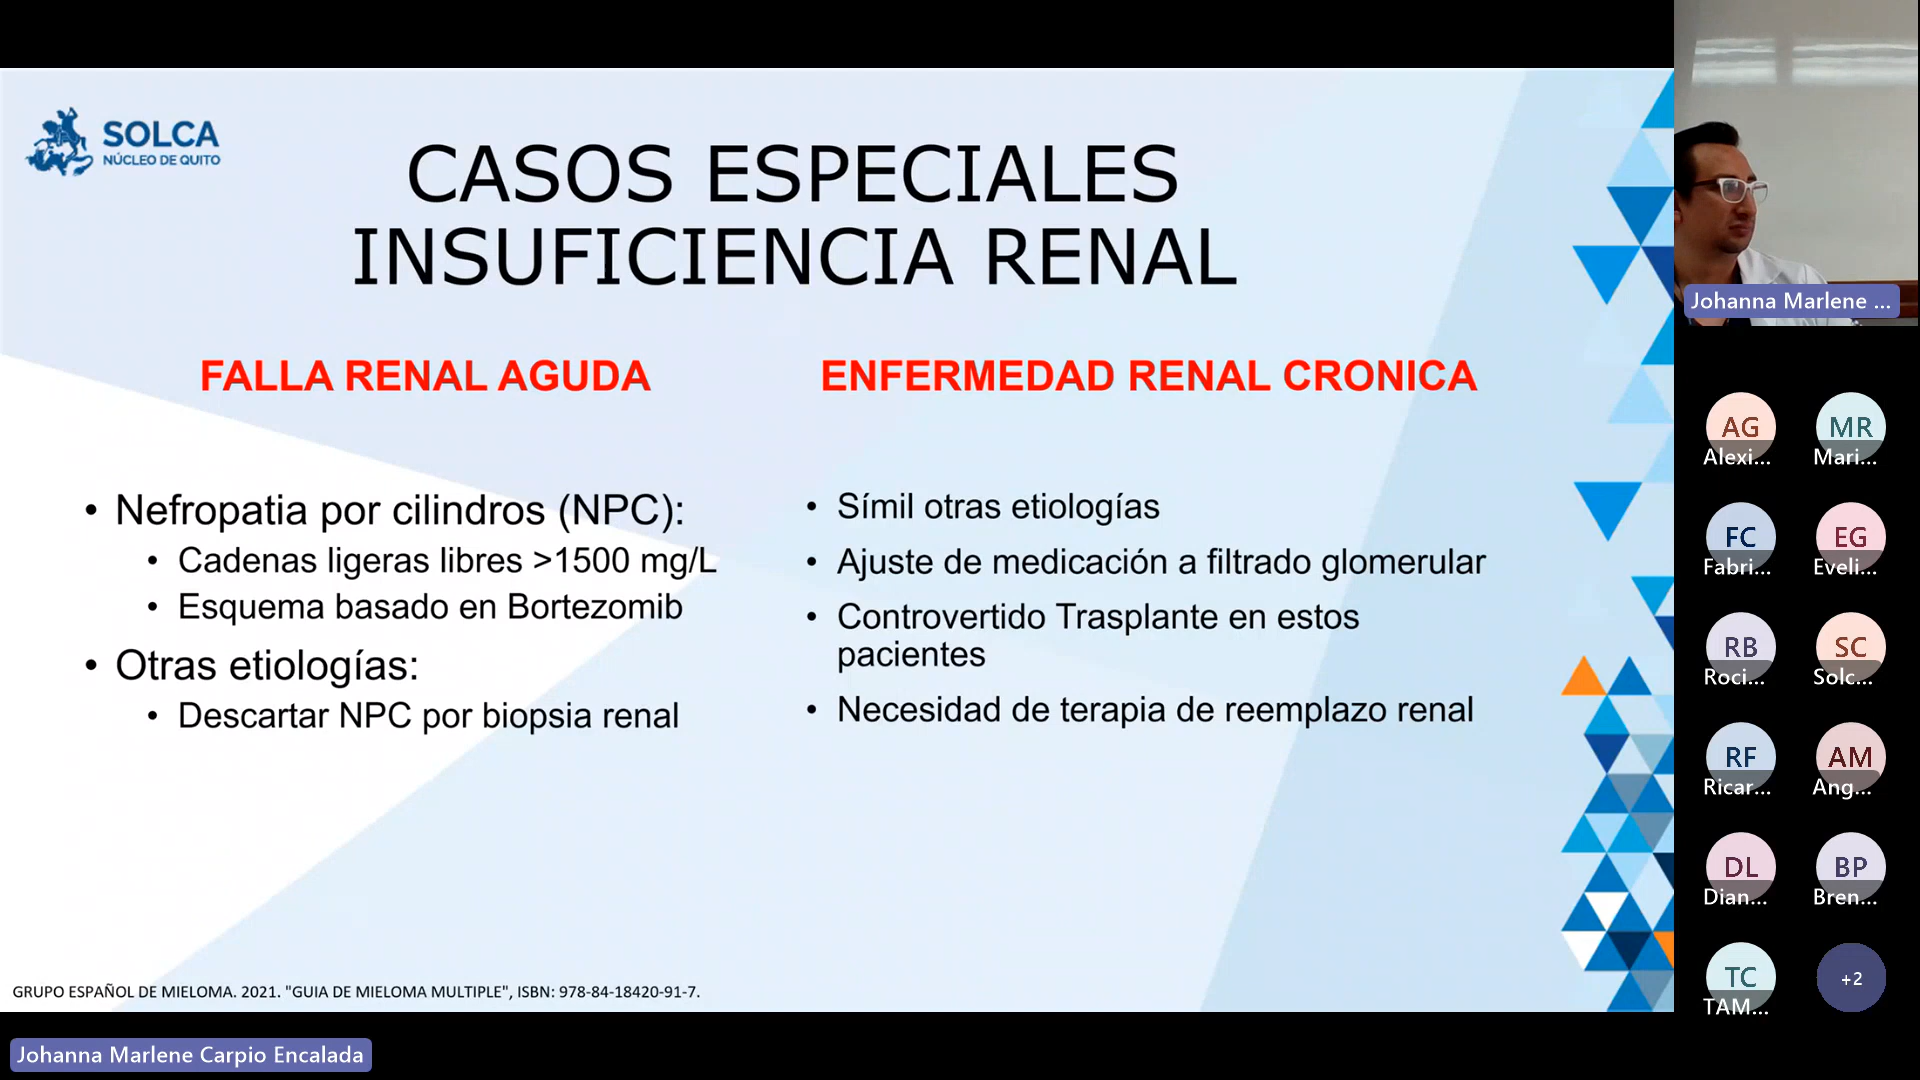 SOLCA
NÚCLEO DE QUITO
CASOS ESPECIALES
INSUFICIENCIA RENAL
FALLA RENAL AGUDA
• Nefropatia por cilindros (NPC):
• Cadenas ligeras libres >1500 mg/L
• Esquema basado en Bortezomib
• Otras etiologías:
• Descartar NPC por biopsia renal
ENFERMEDAD RENAL CRONICA
• Símil otras etiologías
• Ajuste de medicación a filtrado glomerular
• Controvertido Trasplante en estos
pacientes
• Necesidad de terapia de reemplazo renal
GRUPO ESPAÑOL DE MIELOMA. 2021. "GUIA DE MIELOMA MULTIPLE", ISBN: 978-84-18420-91-7.
Johanna Marlene Carpio Encalada
Johanna Marlene ...
AG
Alexi...
MR
Mari...
FC
Fabri...
EG
Eveli...
RB
Roci...
SC
Solc...
RF
Ricar...
AM
Ang...
DL
Dian...
BP
Bren...
TC
TAM...
+2